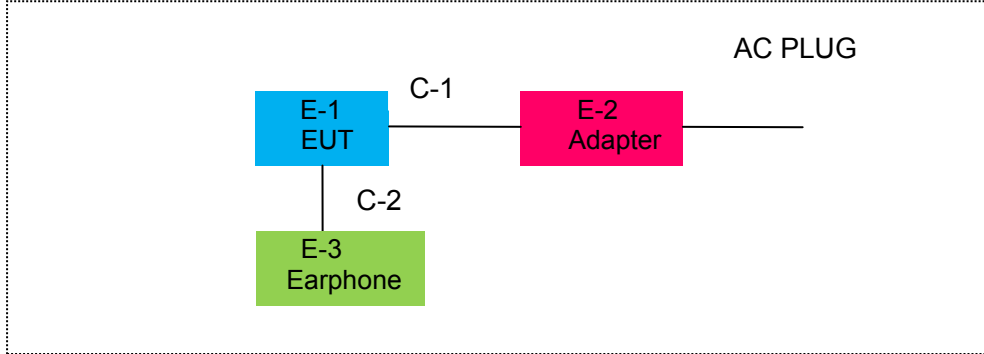 AC PLUG
C-1
E-1
EUT
E-2
Adapter
C-2
E-3
Earphone